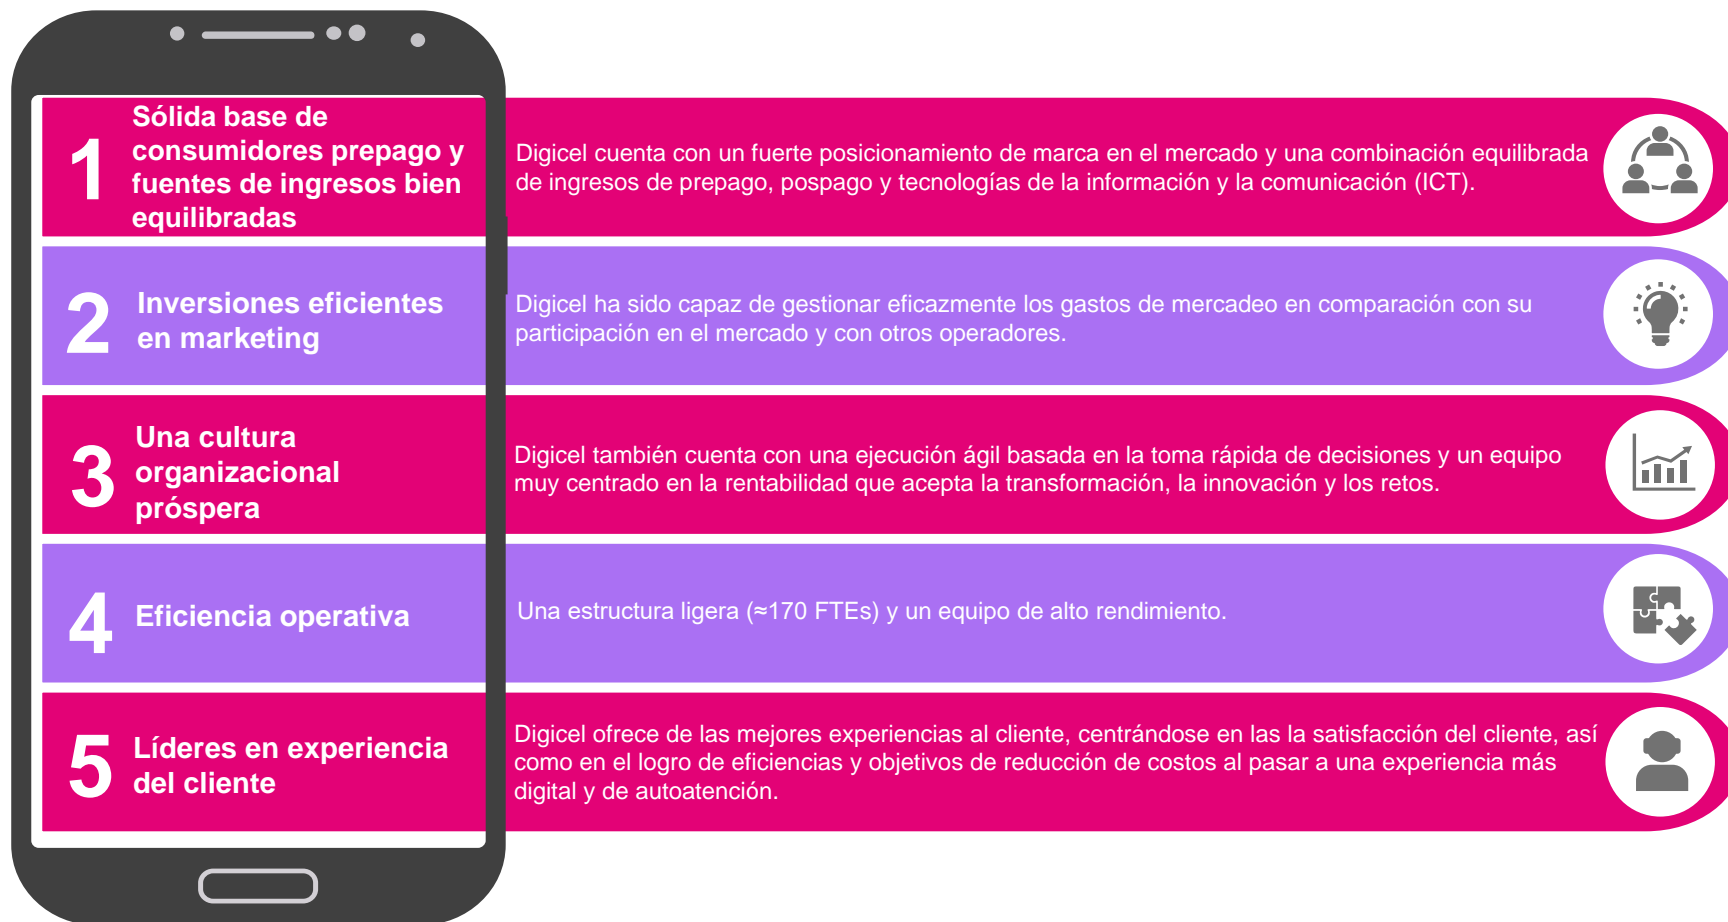 1
Sólida base de
consumidores prepago y
fuentes de ingresos bien
equilibradas
Digicel cuenta con un fuerte posicionamiento de marca en el mercado y una combinación equilibrada
de ingresos de prepago, pospago y tecnologías de la información y la comunicación (ICT).
2
Inversiones eficientes
en marketing
Digicel ha sido capaz de gestionar eficazmente los gastos de mercadeo en comparación con su
participación en el mercado y con otros operadores.
3
Una cultura
organizacional
próspera
Digicel también cuenta con una ejecución ágil basada en la toma rápida de decisiones y un equipo
muy centrado en la rentabilidad que acepta la transformación, la innovación y los retos.
4
Eficiencia operativa
Una estructura ligera (≈170 FTEs) y un equipo de alto rendimiento.
5
Líderes en experiencia
del cliente
Digicel ofrece de las mejores experiencias al cliente, centrándose en las la satisfacción del cliente, así
como en el logro de eficiencias y objetivos de reducción de costos al pasar a una experiencia más
digital y de autoatención.